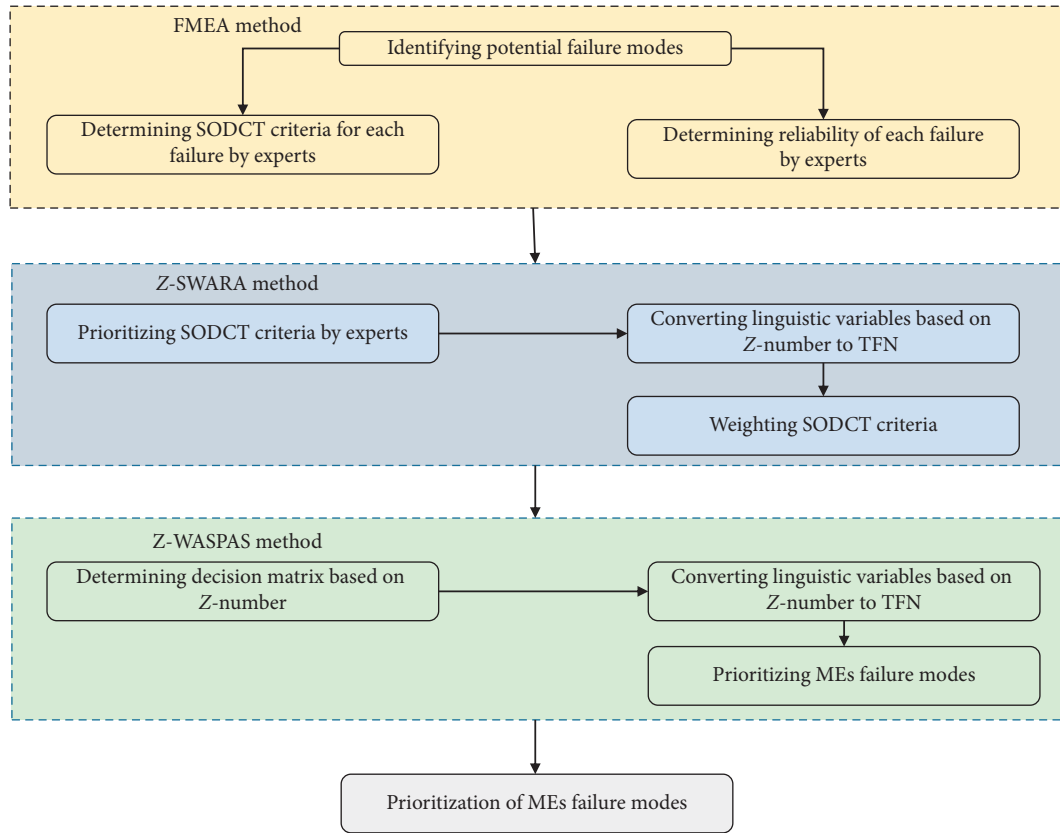 FMEA method
Identifying potential failure modes
Determining SODCT criteria for each
failure by experts
Determining reliability of each failure
by experts
Z-SWARA method
Prioritizing SODCT criteria by experts
Converting linguistic variables based on
Z-number to TFN
Weighting SODCT criteria
Z-WASPAS method
Determining decision matrix based on
Z-number
Converting linguistic variables based on
Z-number to TFN
Prioritizing MEs failure modes
Prioritization of MEs failure modes